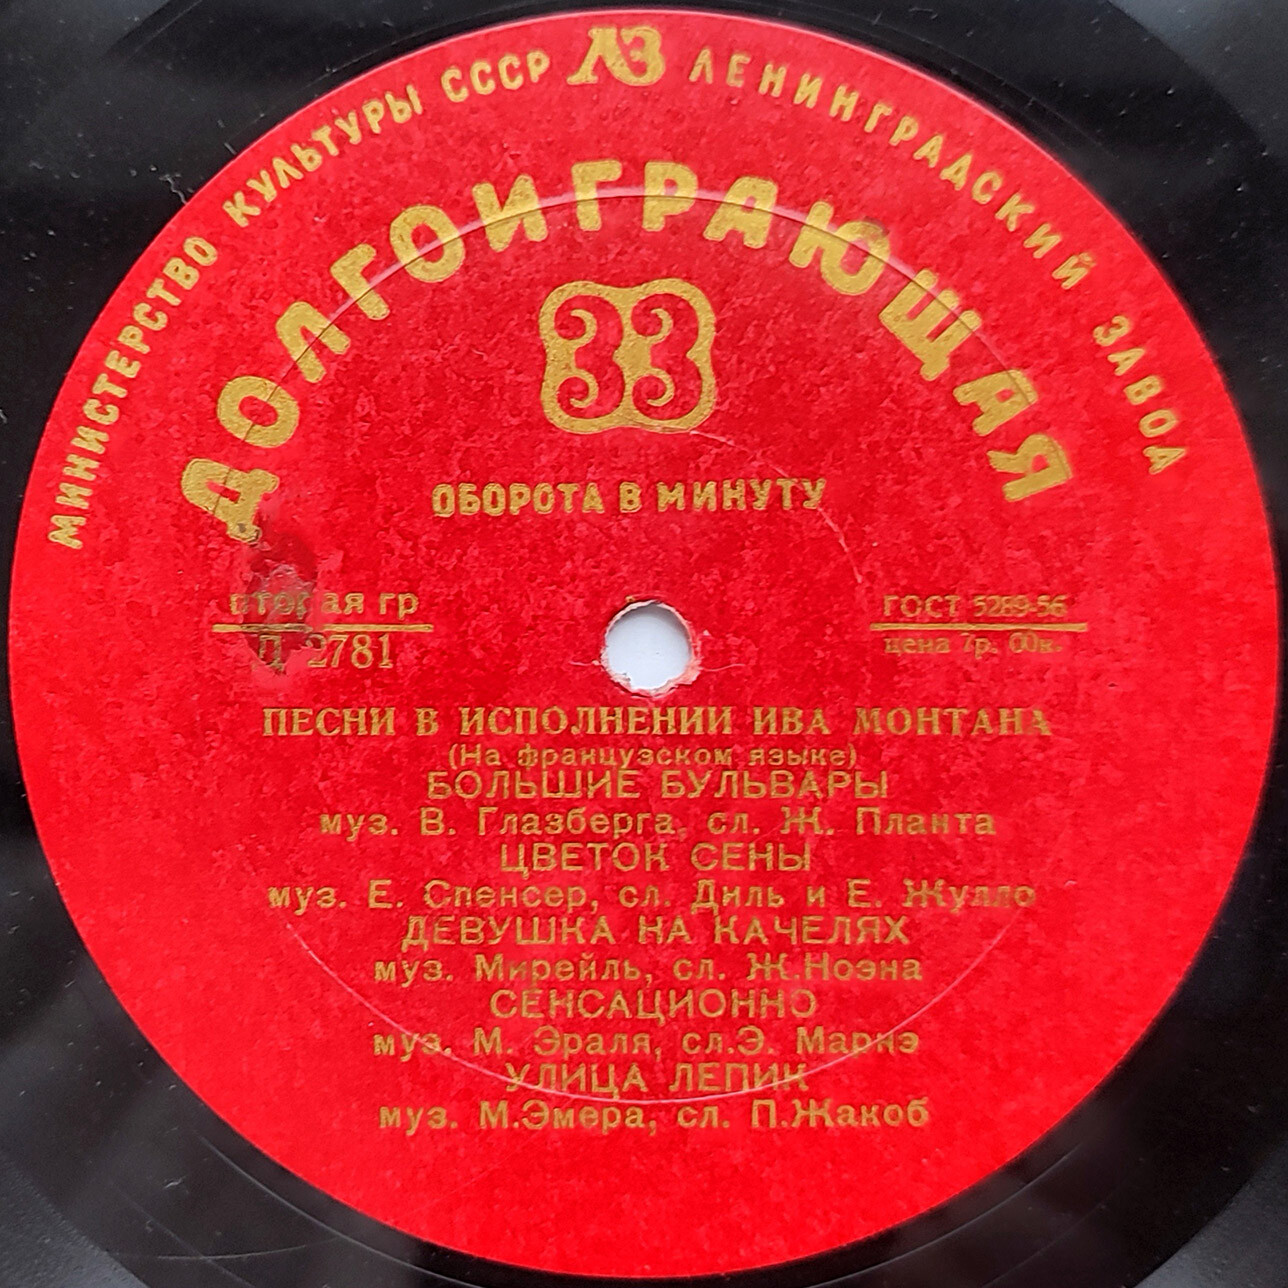 МИНИСТЕРСТВО КУЛЬТУРЫ СССР ЛЗ ЛЕНИНГРАДСКИЙ ЗАВОД
ДОЛГОИГРАЮЩАЯ
33
ОБОРОТА В МИНУТУ
вторая гр
Д 2781
ГОСТ 5289-56
цена 7р. 00к.
ПЕСНИ В ИСПОЛНЕНИИ ИВА МОНТАНА
(На французском языке)
БОЛЬШИЕ БУЛЬВАРЫ
муз. В. Глазберга, сл. Ж. Планта
ЦВЕТОК СЕНЫ
муз. Е. Спенсер, сл. Диль и Е. Жулло
ДЕВУШКА НА КАЧЕЛЯХ
муз. Мирейль, сл. Ж.Ноэна
СЕНСАЦИОННО
муз. М. Эраля, сл.Э. Марнэ
УЛИЦА ЛЕПИК
муз. М.Эмера, сл. П.Жакоб